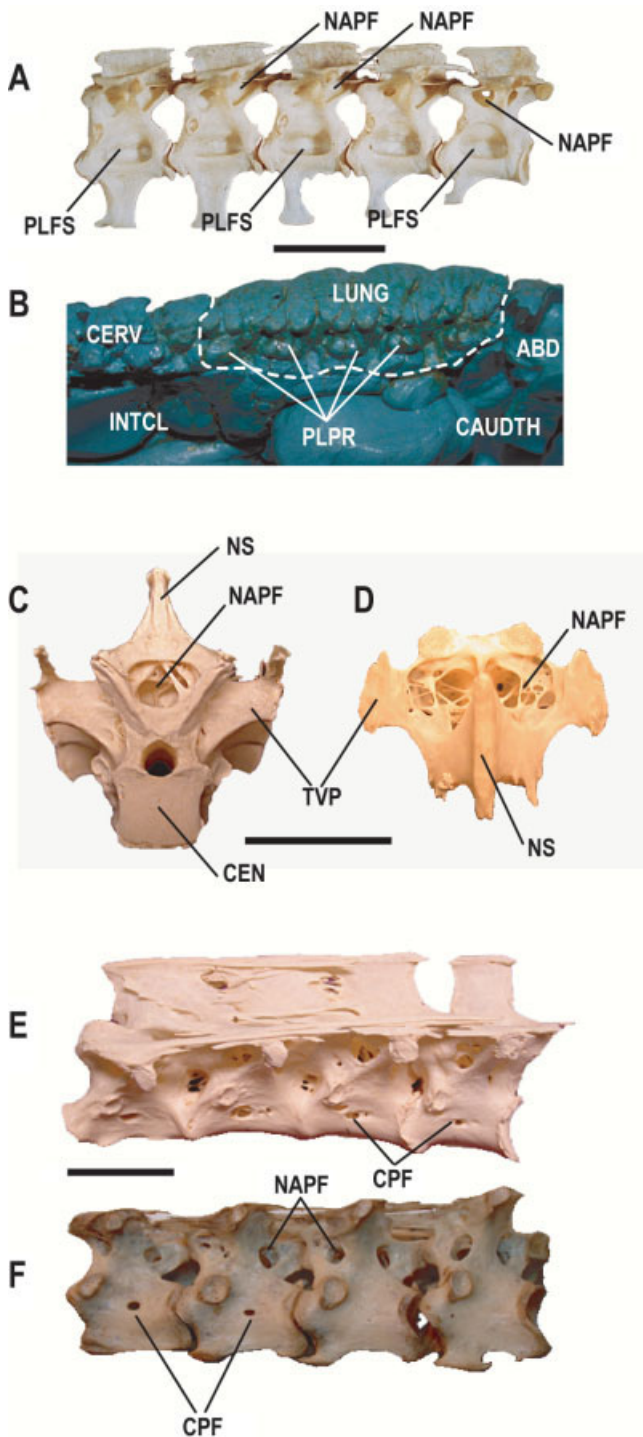 NAPF NAPF
A
NAPF
PLFS PLFS PLFS
B
LUNG
CERV
ABD
INTCL PLPR CAUDTH
NS
C NAPF D NAPF
TVP
NS
CEN
E
CPF
NAPF
F
CPF